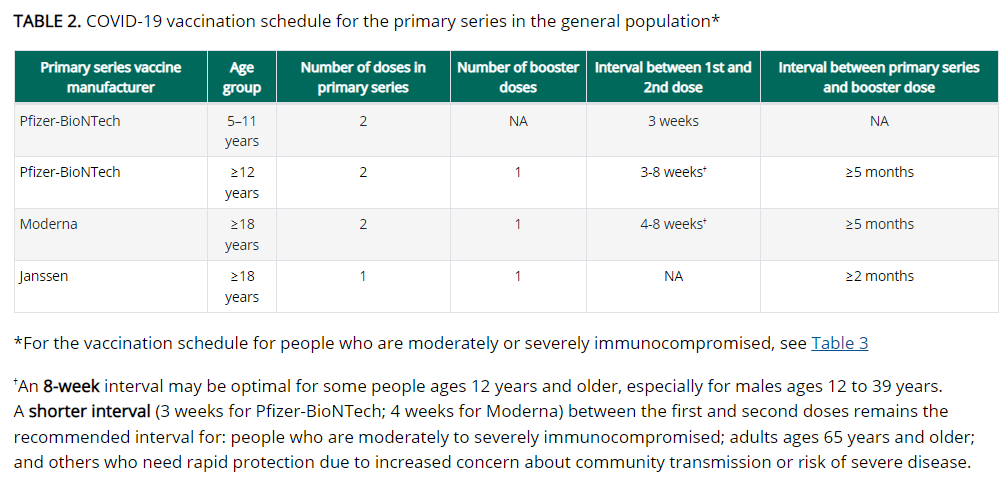 TABLE 2. COVID-19 vaccination schedule for the primary series in the general population*
Primary series vaccine manufacturer | Age group | Number of doses in primary series | Number of booster doses | Interval between 1st and 2nd dose | Interval between primary series and booster dose
Pfizer-BioNTech | 5–11 years | 2 | NA | 3 weeks | NA
Pfizer-BioNTech | ≥12 years | 2 | 1 | 3-8 weeks† | ≥5 months
Moderna | ≥18 years | 2 | 1 | 4-8 weeks† | ≥5 months
Janssen | ≥18 years | 1 | 1 | NA | ≥2 months
*For the vaccination schedule for people who are moderately or severely immunocompromised, see Table 3
†An 8-week interval may be optimal for some people ages 12 years and older, especially for males ages 12 to 39 years.
A shorter interval (3 weeks for Pfizer-BioNTech; 4 weeks for Moderna) between the first and second doses remains the
recommended interval for: people who are moderately to severely immunocompromised; adults ages 65 years and older;
and others who need rapid protection due to increased concern about community transmission or risk of severe disease.